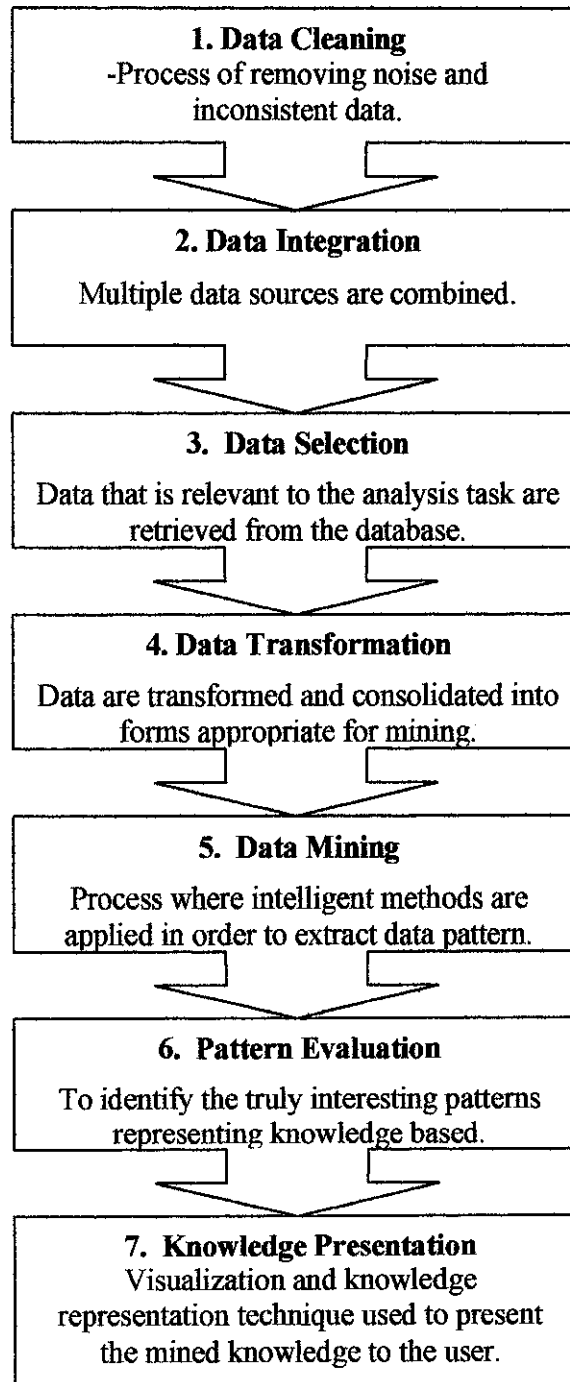 1. Data Cleaning
-Process of removing noise and
inconsistent data.
2. Data Integration
Multiple data sources are combined.
3. Data Selection
Data that is relevant to the analysis task are
retrieved from the database.
4. Data Transformation
Data are transformed and consolidated into
forms appropriate for mining.
5. Data Mining
Process where intelligent methods are
applied in order to extract data pattern.
6. Pattern Evaluation
To identify the truly interesting patterns
representing knowledge based.
7. Knowledge Presentation
Visualization and knowledge
representation technique used to present
the mined knowledge to the user.